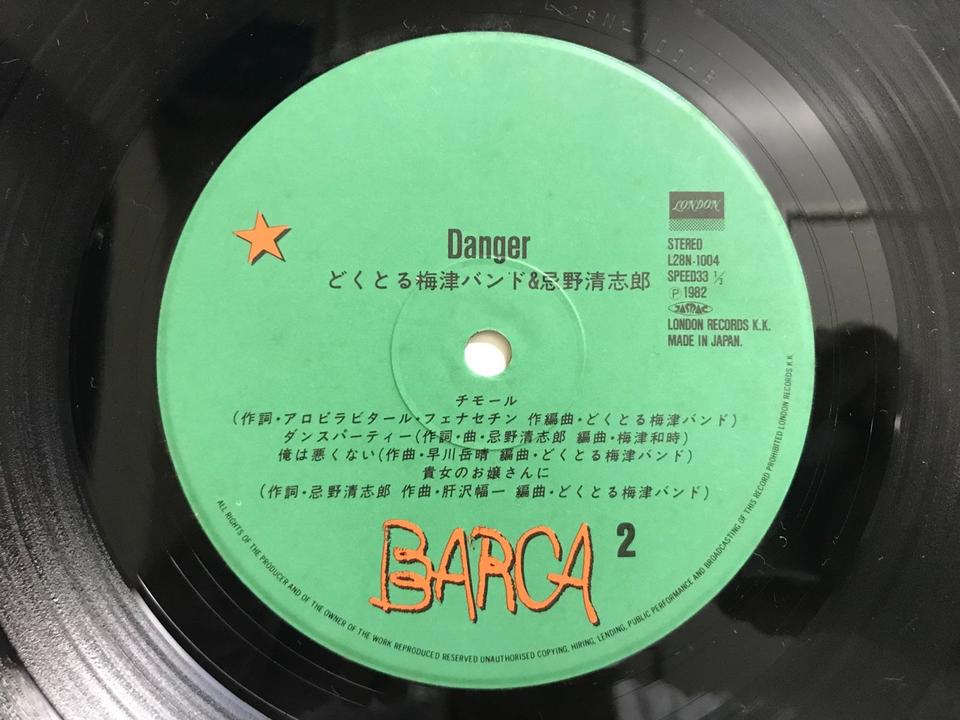 Danger
どくとる梅津バンド&忌野清志郎
LONDON
STEREO
L28N-1004
SPEED33 1/2
Ⓟ 1982
JASRAC
LONDON RECORDS K.K.
MADE IN JAPAN.
チモール
(作詞・アロピラビタール・フェナセチン 作編曲・どくとる梅津バンド)
ダンスパーティー(作詞・曲・忌野清志郎 編曲・梅津和時)
俺は悪くない(作曲・早川岳晴 編曲・どくとる梅津バンド)
貴女のお嬢さんに
(作詞・忌野清志郎 作曲・肝沢幅一 編曲・どくとる梅津バンド)
BARCA 2
ALL RIGHTS OF THE PRODUCER AND OF THE OWNER OF THE WORK REPRODUCED RESERVED UNAUTHORISED COPYING, HIRING, LENDING, PUBLIC PERFORMANCE AND BROADCASTING OF THIS RECORD PROHIBITED LONDON RECORDS K.K.